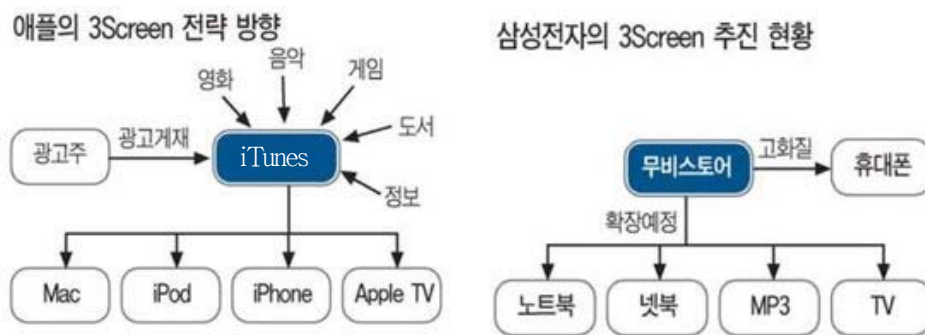 애플의 3Screen 전략 방향
영화
음악
게임
도서
정보
광고주
광고게재
iTunes
Mac
iPod
iPhone
Apple TV
삼성전자의 3Screen 추진 현황
무비스토어
고화질
휴대폰
확장예정
노트북
넷북
MP3
TV